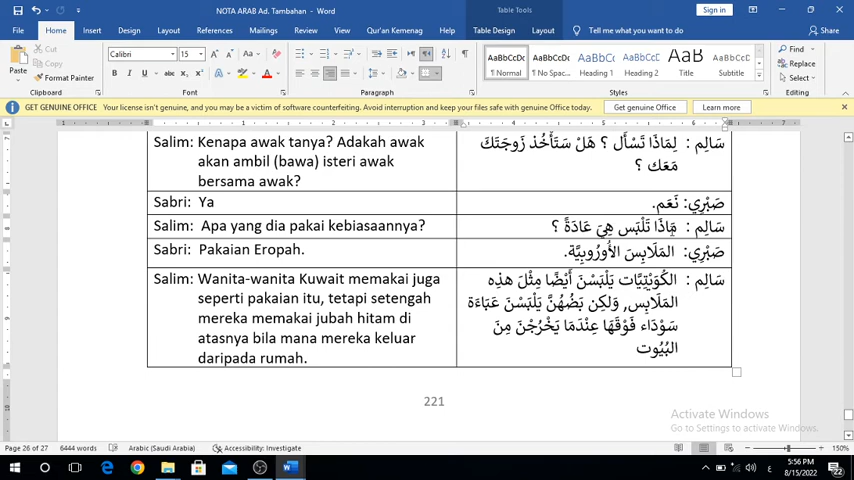 NOTA ARAB Ad. Tambahan - Word
Table Tools
Sign in
File Home Insert Design Layout References Mailings Review View Qur'an Kemenag Help Table Design Layout Tell me what you want to do Share
Cut
Copy
Format Painter
Paste
Clipboard
Calibri 15
Font
Paragraph
AaBbCcDc AaBbCcDc AaBbC AaBbCcC AaB AaBbCcD
¶ Normal ¶ No Spac... Heading 1 Heading 2 Title Subtitle
Styles
Find
Replace
Select
Editing
GET GENUINE OFFICE Your license isn't genuine, and you may be a victim of software counterfeiting. Avoid interruption and keep your files safe with genuine Office today. Get genuine Office Learn more
Salim: Kenapa awak tanya? Adakah awak
akan ambil (bawa) isteri awak
bersama awak?
سَالِم : لِمَاذَا تَسْأَل ؟ هَلْ سَتَأْخُذ زَوجَتَكَ
مَعَك ؟
Sabri: Ya
صَبْرِي: نَعَم.
Salim: Apa yang dia pakai kebiasaannya?
سَالِم : مَاذَا تَلْبَس هِيَ عَادَةً ؟
Sabri: Pakaian Eropah.
صَبْرِي: المَلَابِسَ الأُورُوبِيَّة.
Salim: Wanita-wanita Kuwait memakai juga
seperti pakaian itu, tetapi setengah
mereka memakai jubah hitam di
atasnya bila mana mereka keluar
daripada rumah.
سَالِم : الكُوَيْتِيَّات يَلْبَسْنَ أَيْضًا مِثْلَ هذِه
المَلَابِس, وَلَكِن بَضُهُنَّ يَلْبَسْنَ عَبَاءَة
سَوْدَاء فَوْقَهَا عِنْدَمَا يَخْرُجْنَ مِنَ
البُيُوت
221
Activate Windows
Go to Settings to activate Windows.
Page 26 of 27 6444 words Arabic (Saudi Arabia) Accessibility: Investigate 150%
5:56 PM
8/15/2022
22